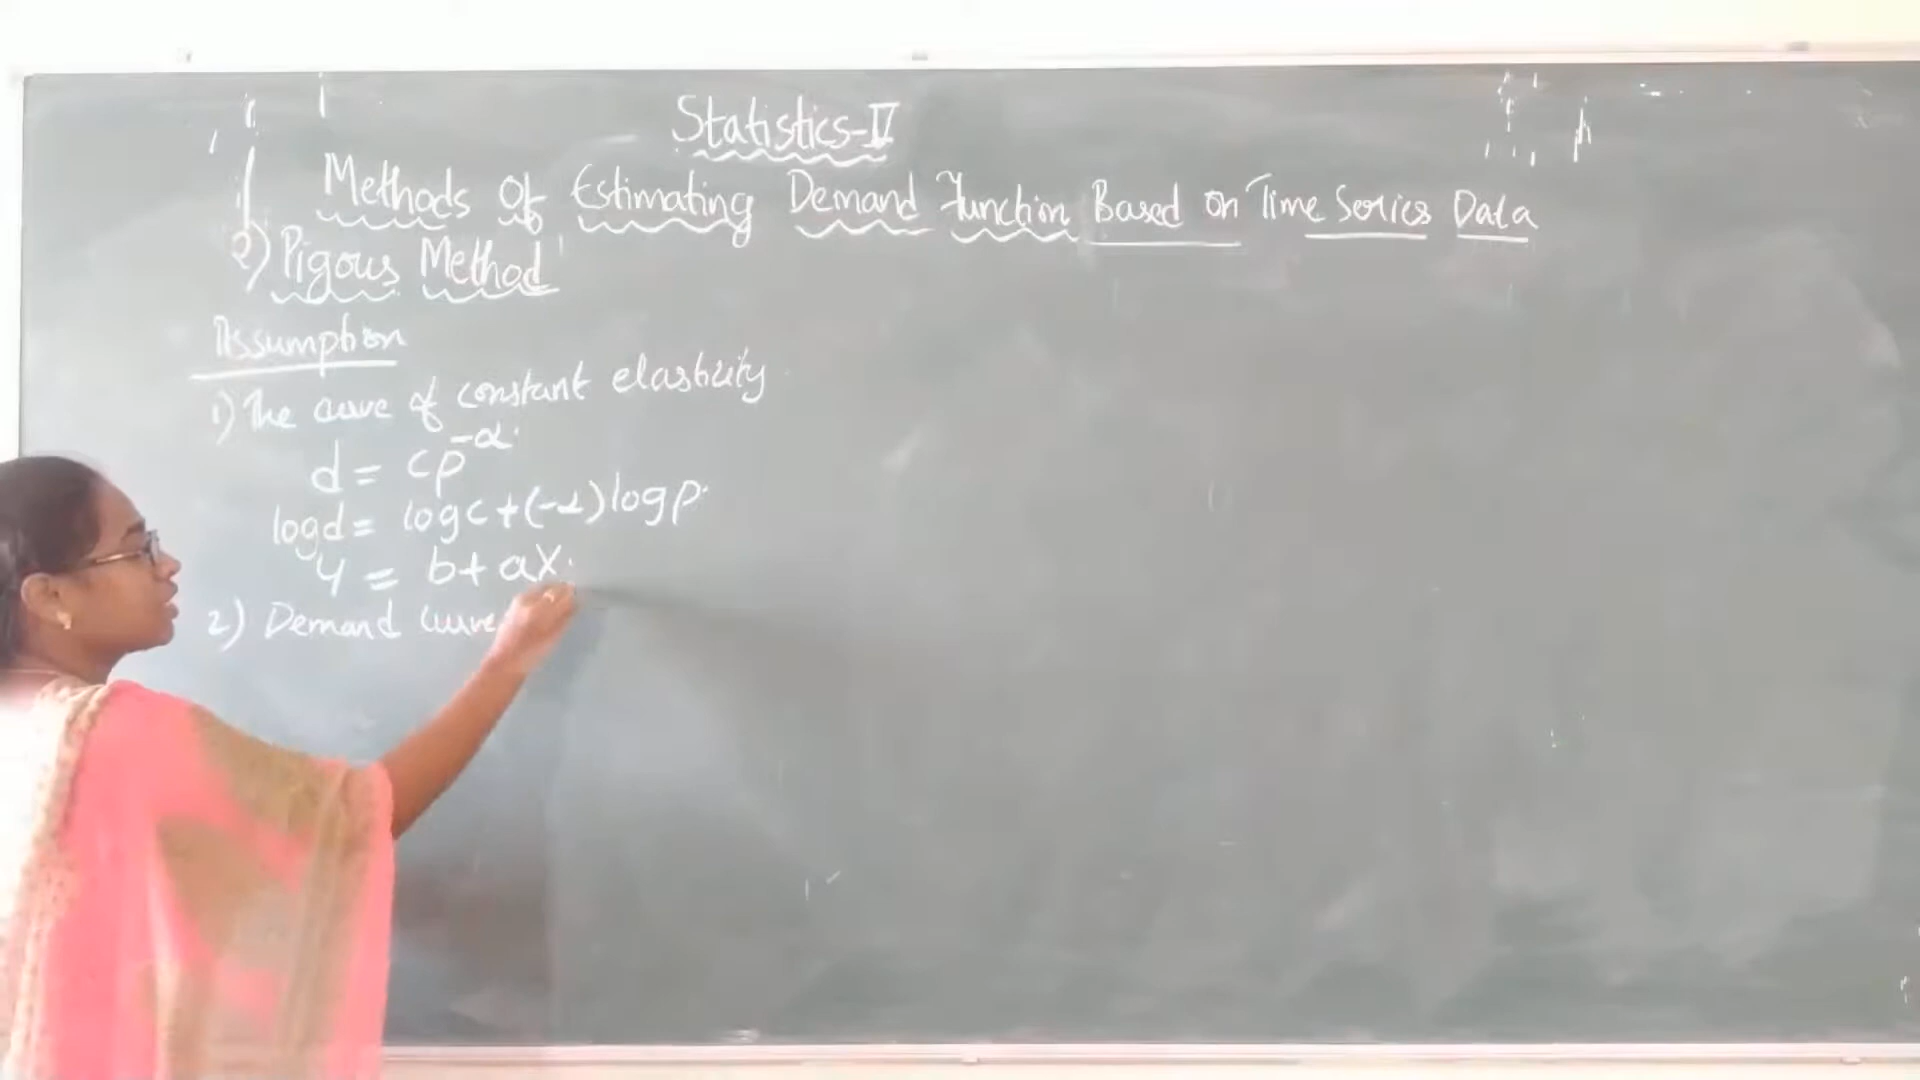 Statistics-IV
Methods Of Estimating Demand Function Based on Time Series Data
2) Pigous Method
Assumption
1) The curve of constant elasticity
d = cp^-α
logd = logc + (-α) logp.
Y = b + aX.
2) Demand curve